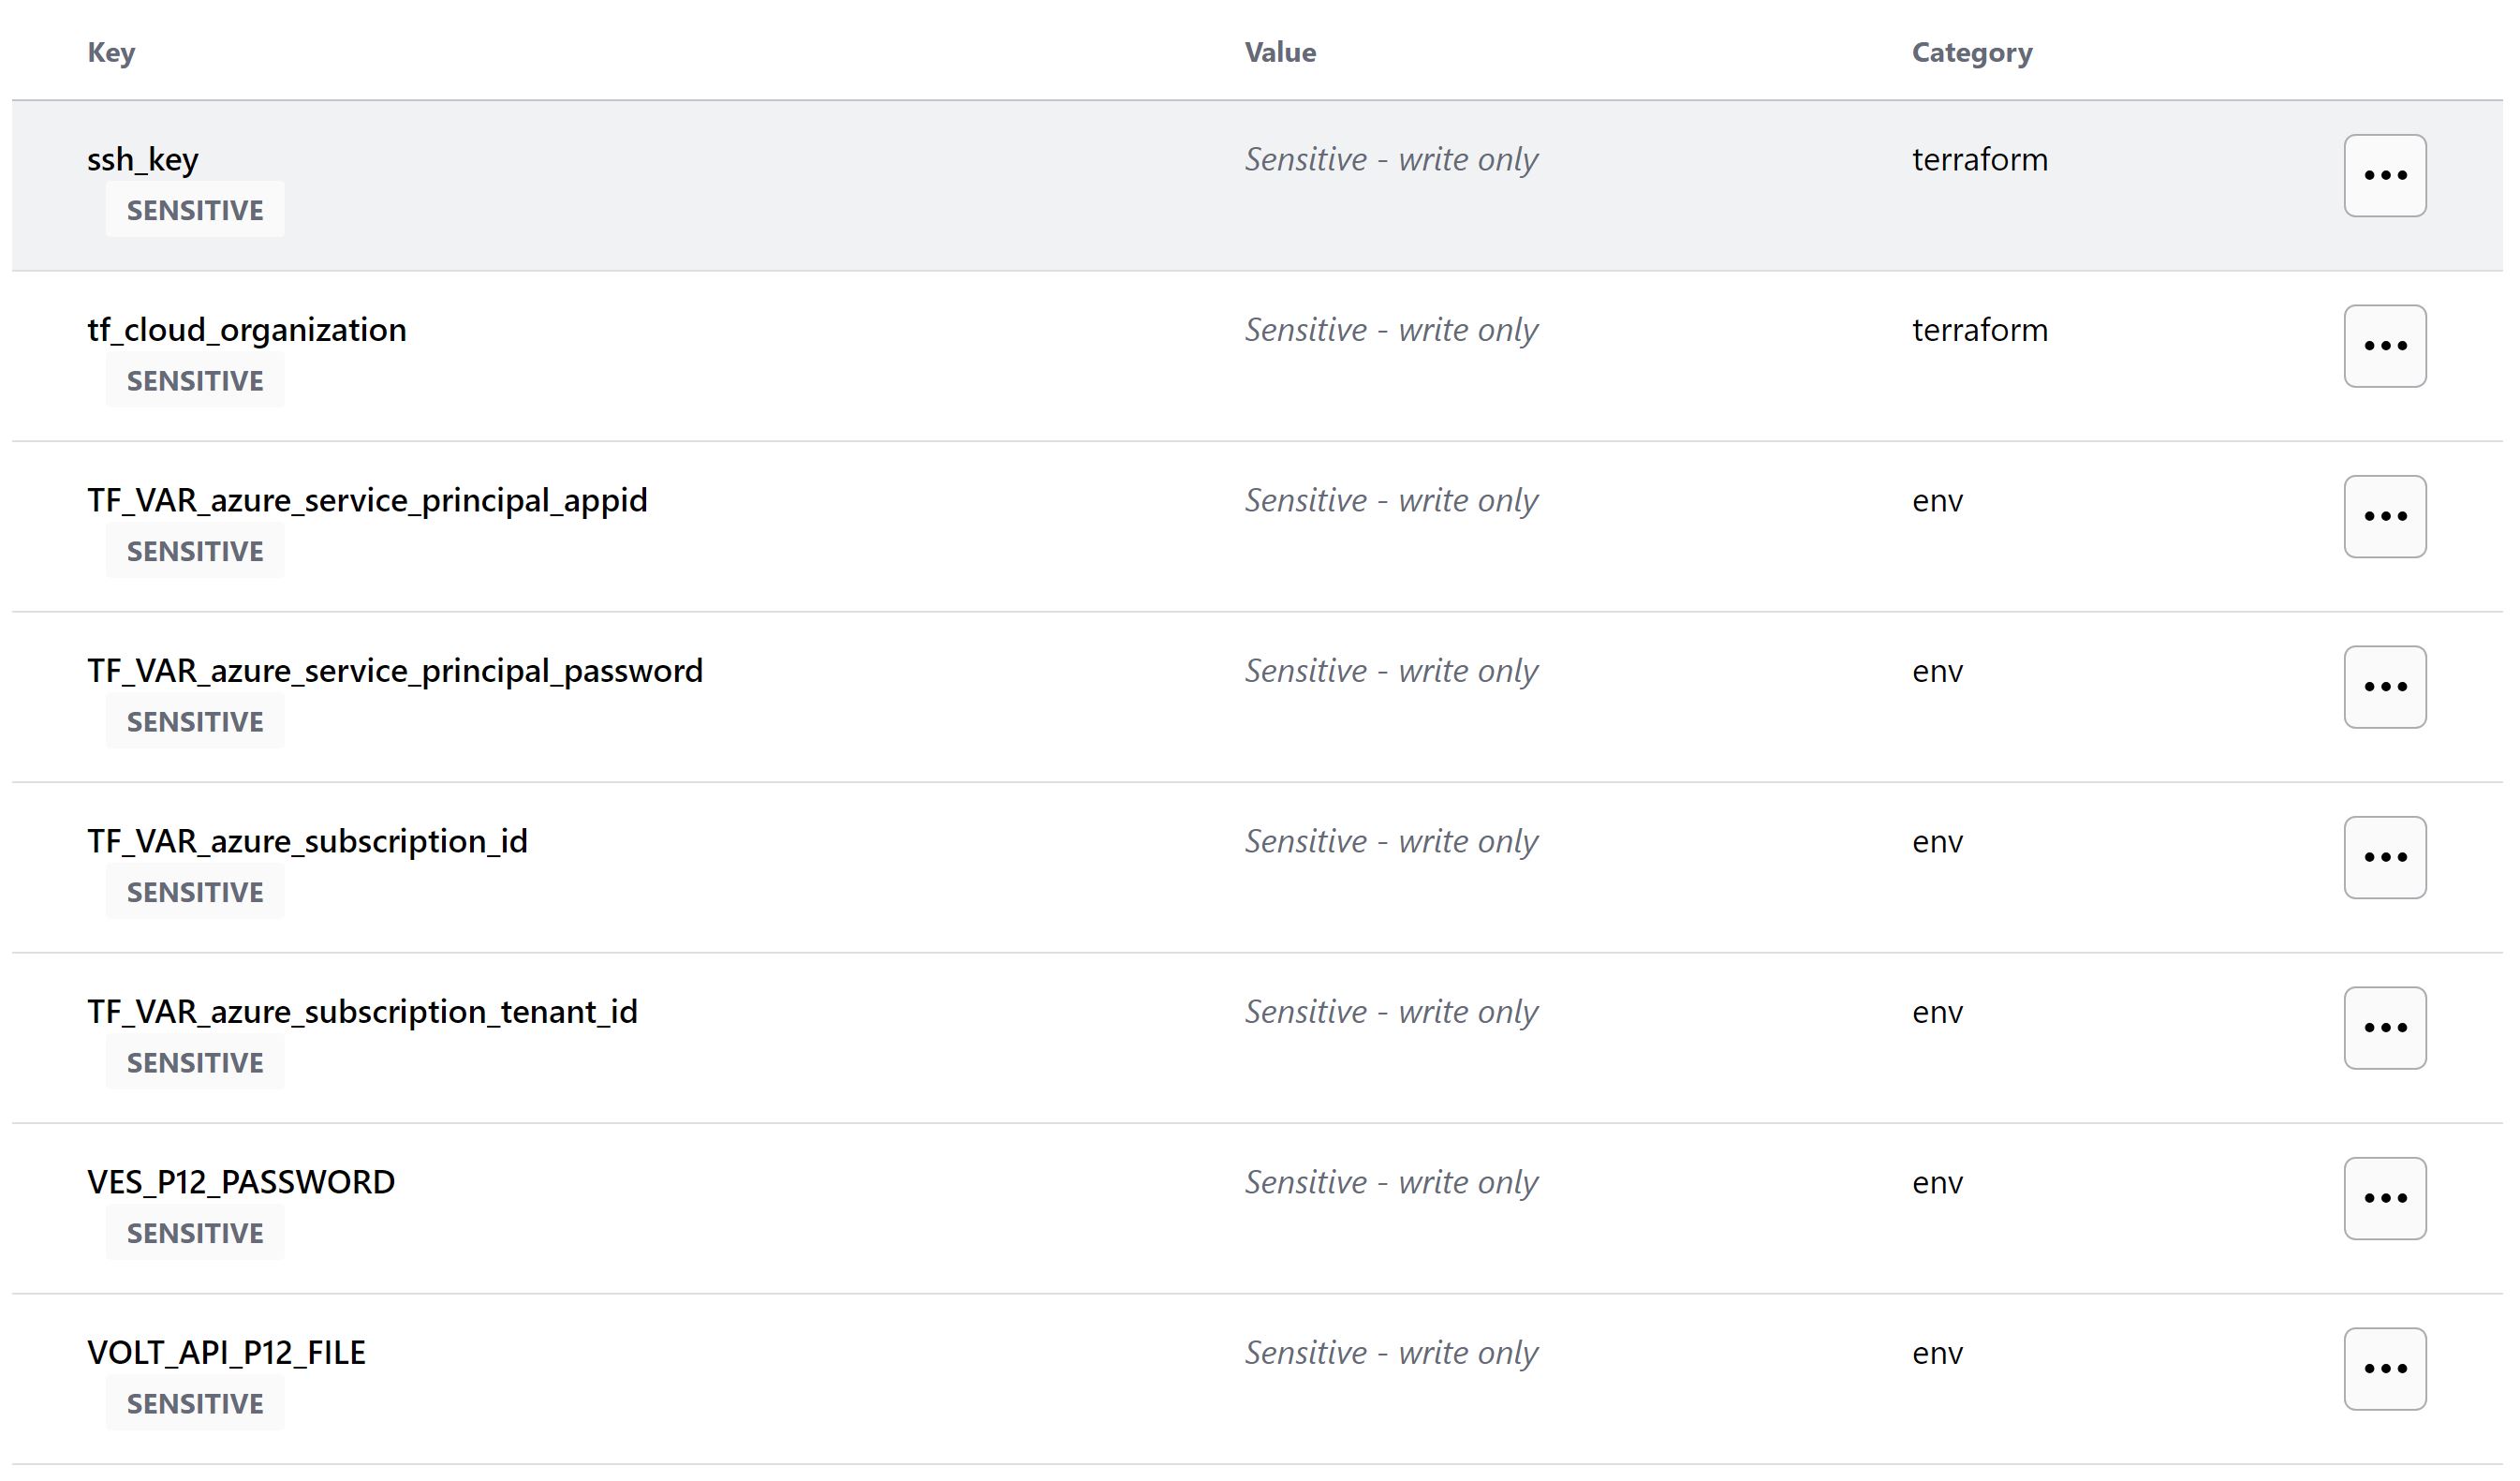 Key Value Category
ssh_key Sensitive - write only terraform
SENSITIVE
tf_cloud_organization Sensitive - write only terraform
SENSITIVE
TF_VAR_azure_service_principal_appid Sensitive - write only env
SENSITIVE
TF_VAR_azure_service_principal_password Sensitive - write only env
SENSITIVE
TF_VAR_azure_subscription_id Sensitive - write only env
SENSITIVE
TF_VAR_azure_subscription_tenant_id Sensitive - write only env
SENSITIVE
VES_P12_PASSWORD Sensitive - write only env
SENSITIVE
VOLT_API_P12_FILE Sensitive - write only env
SENSITIVE